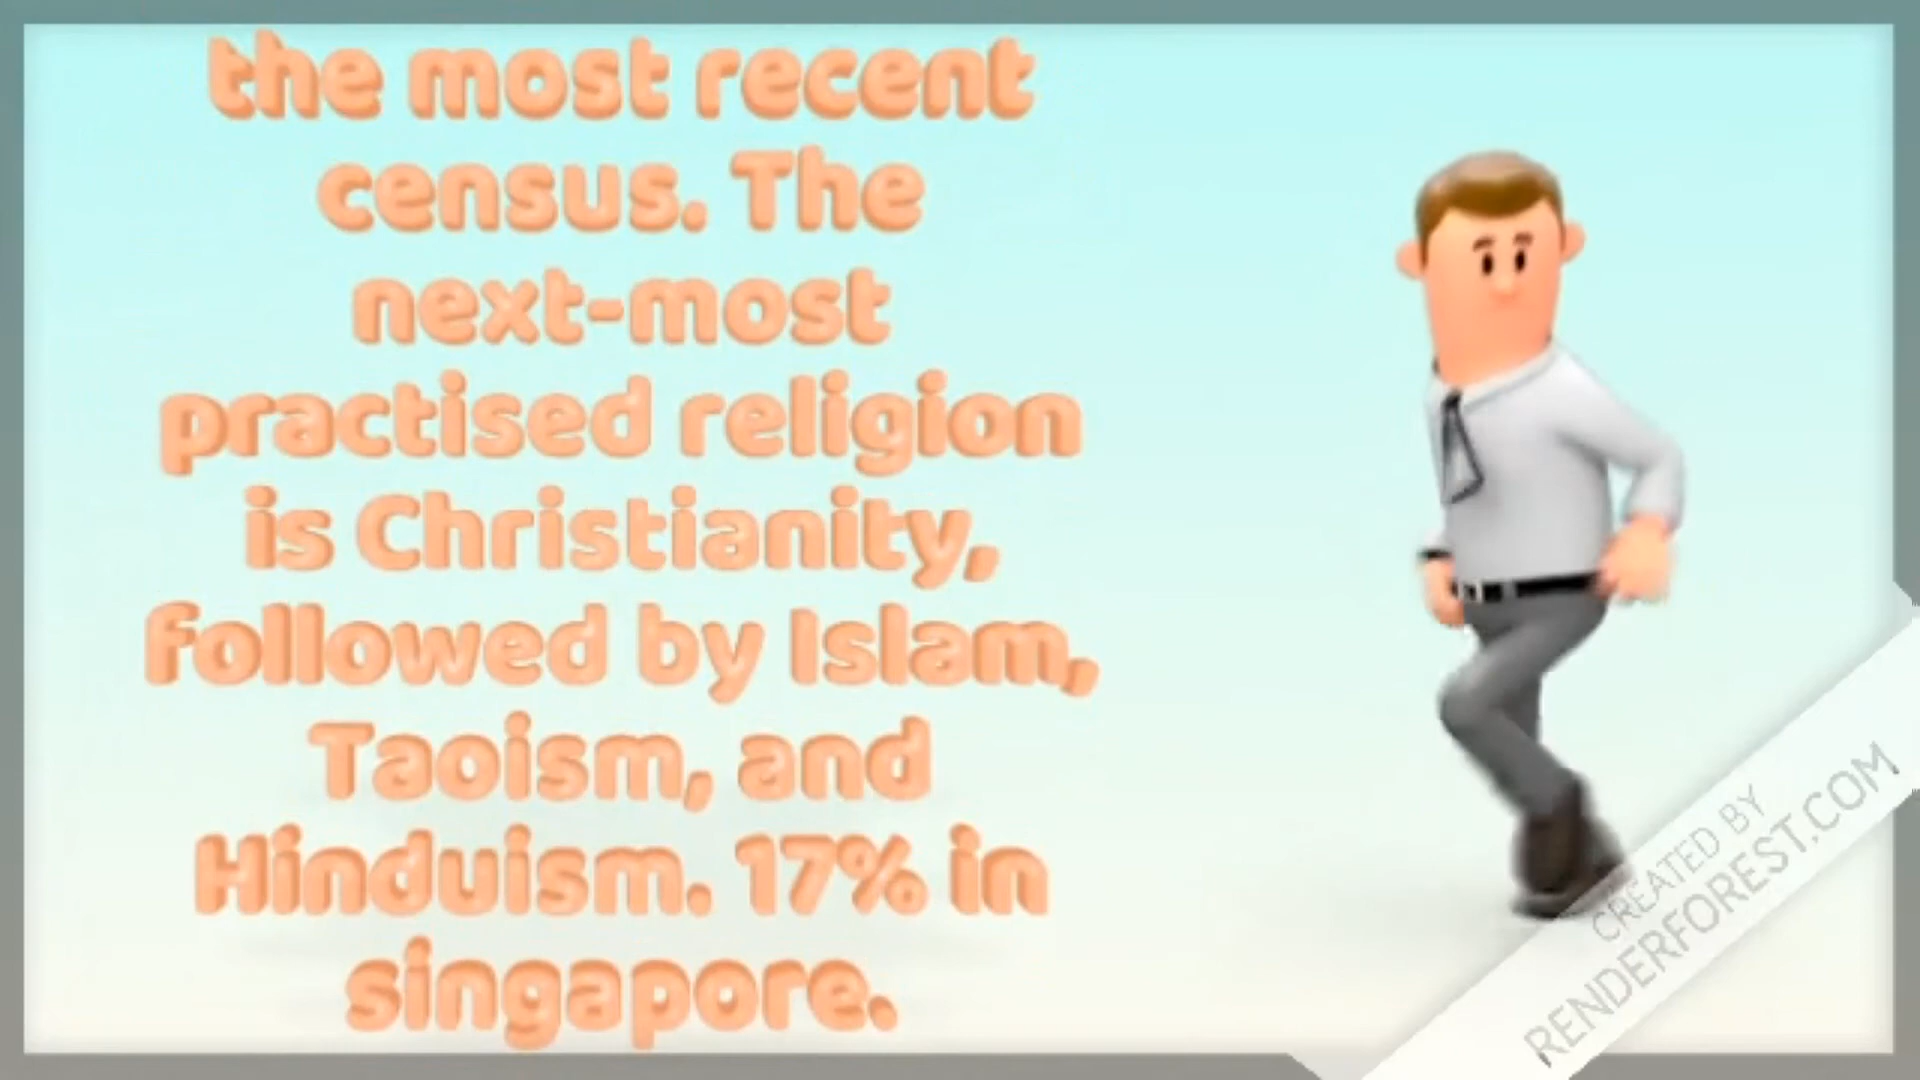 the most recent
census. The
next-most
practised religion
is Christianity,
followed by Islam,
Taoism, and
Hinduism. 17% in
singapore.
CREATED BY
RENDERFOREST.COM